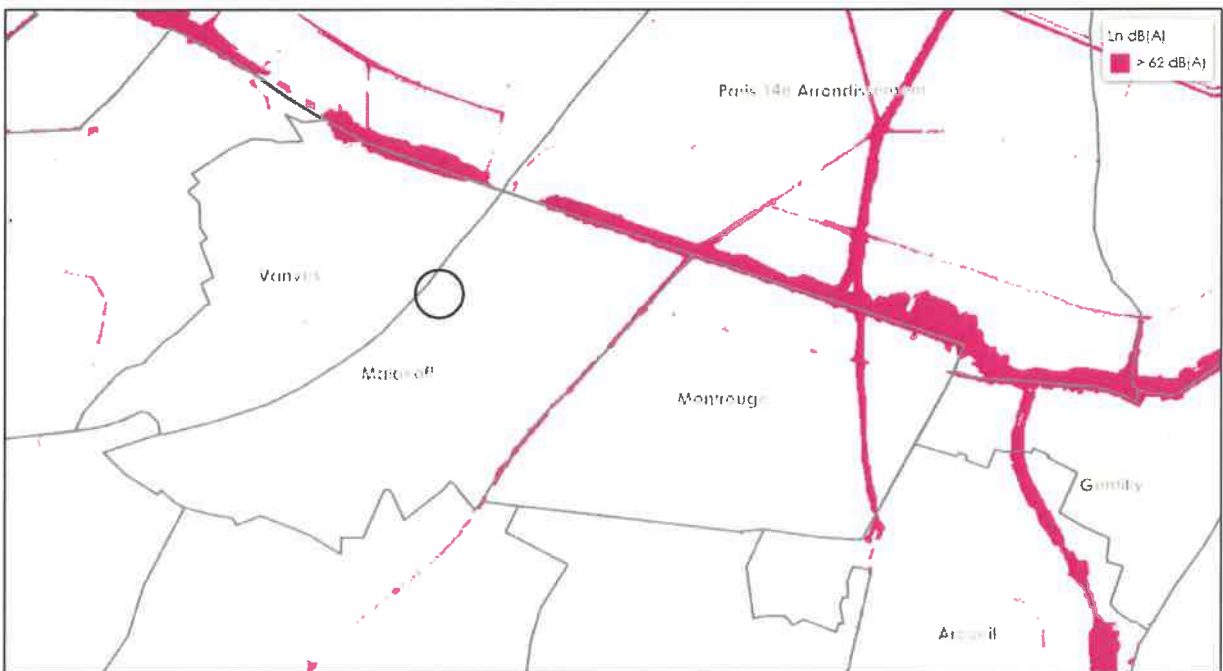 Ln dB(A)
> 62 dB(A)
Paris 14e Arrondissement
Vanves
Malakoff
Montrouge
Gentilly
Arcueil